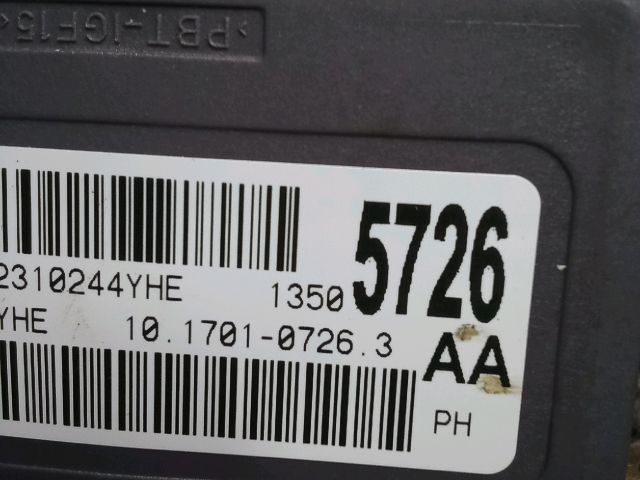 >PBT-IGF15<
2310244YHE 1350 5726
YHE 10.1701-0726.3 AA
PH